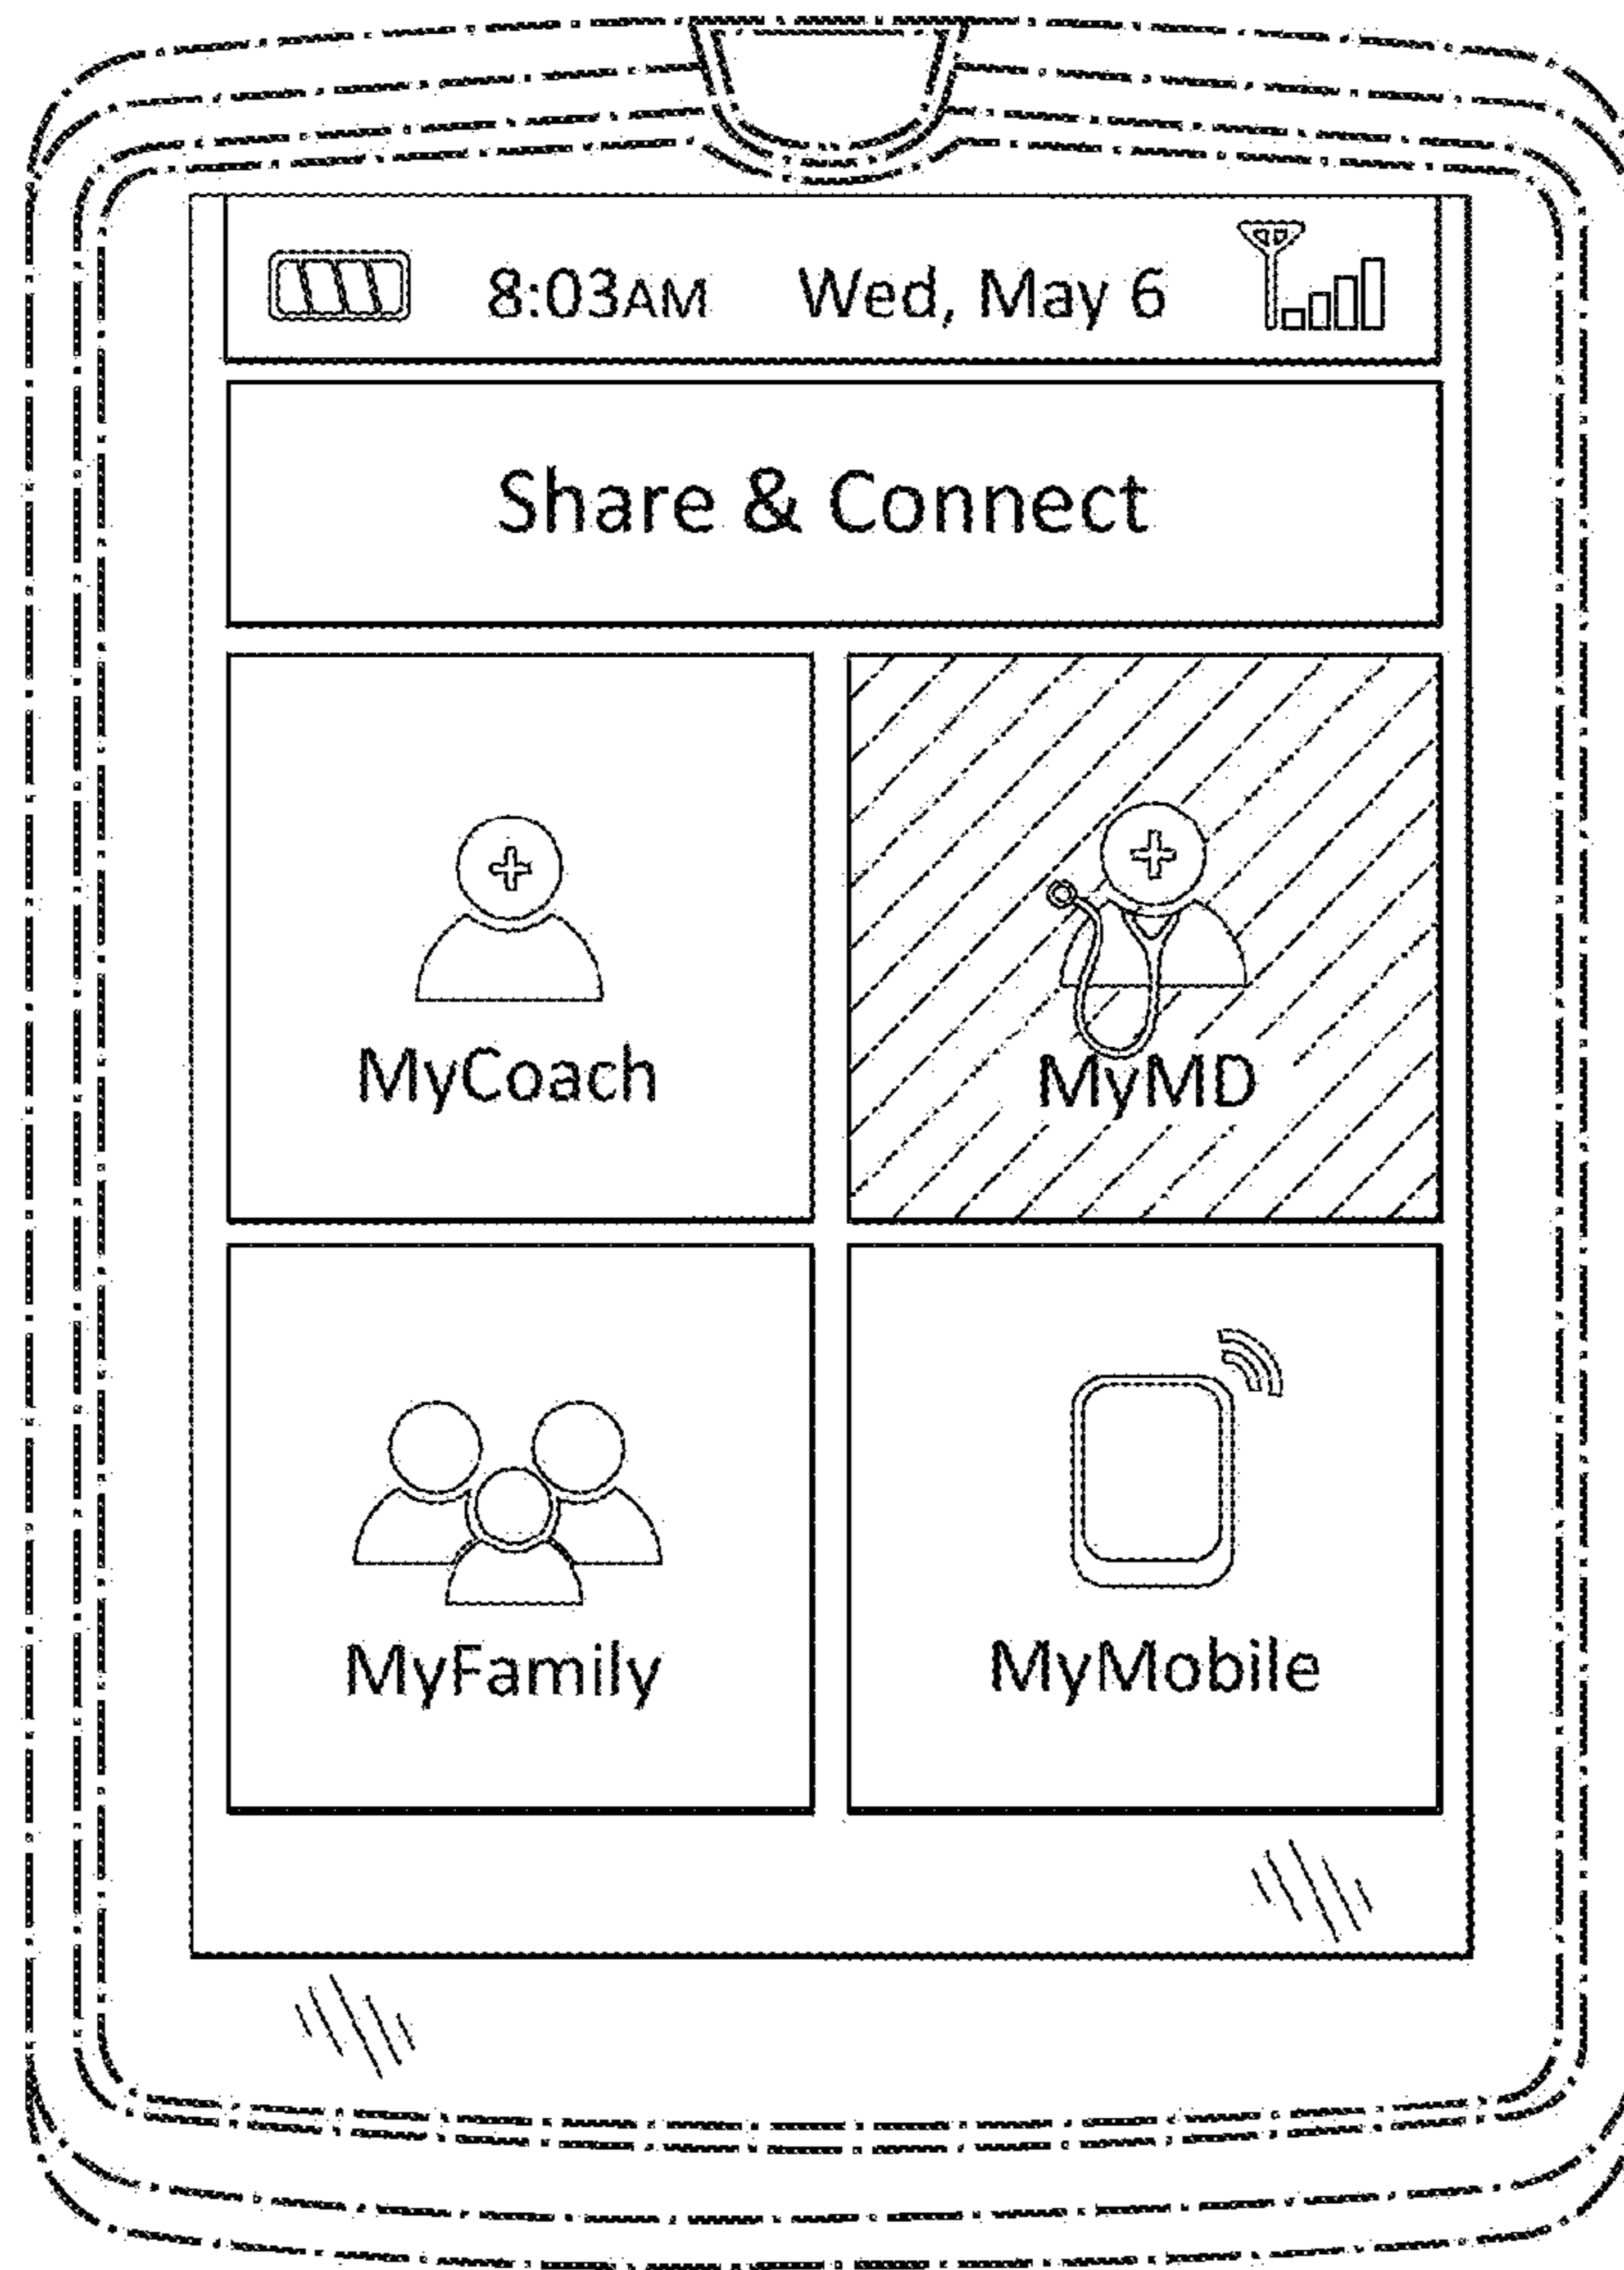 8:03AM Wed, May 6
Share & Connect
MyCoach MyMD
MyFamily MyMobile